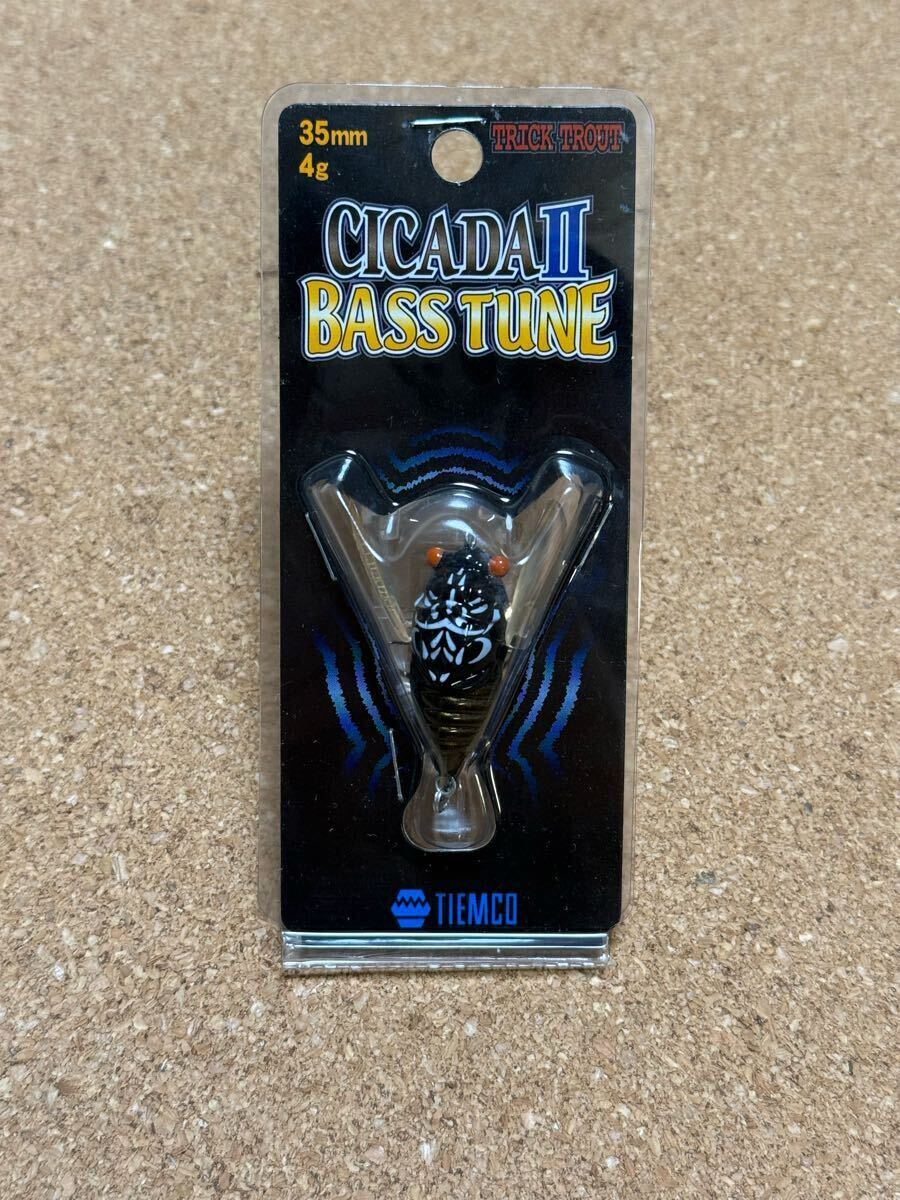 35mm
4g
TRICK TROUT
CICADA II
BASS TUNE
TIEMCO